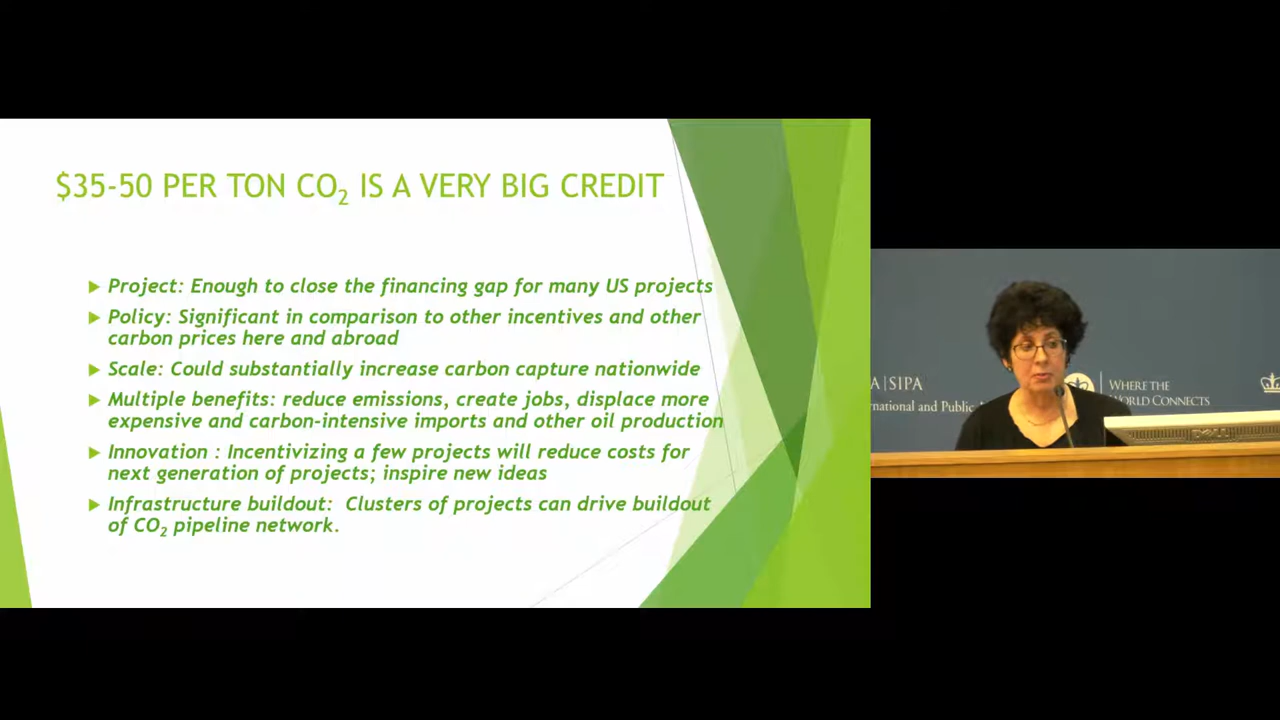 $35-50 PER TON CO₂ IS A VERY BIG CREDIT
Project: Enough to close the financing gap for many US projects
Policy: Significant in comparison to other incentives and other
carbon prices here and abroad
Scale: Could substantially increase carbon capture nationwide
Multiple benefits: reduce emissions, create jobs, displace more
expensive and carbon-intensive imports and other oil production
Innovation : Incentivizing a few projects will reduce costs for
next generation of projects; inspire new ideas
Infrastructure buildout: Clusters of projects can drive buildout
of CO₂ pipeline network.
A | SIPA
national and Public
WHERE THE
WORLD CONNECTS
DELL